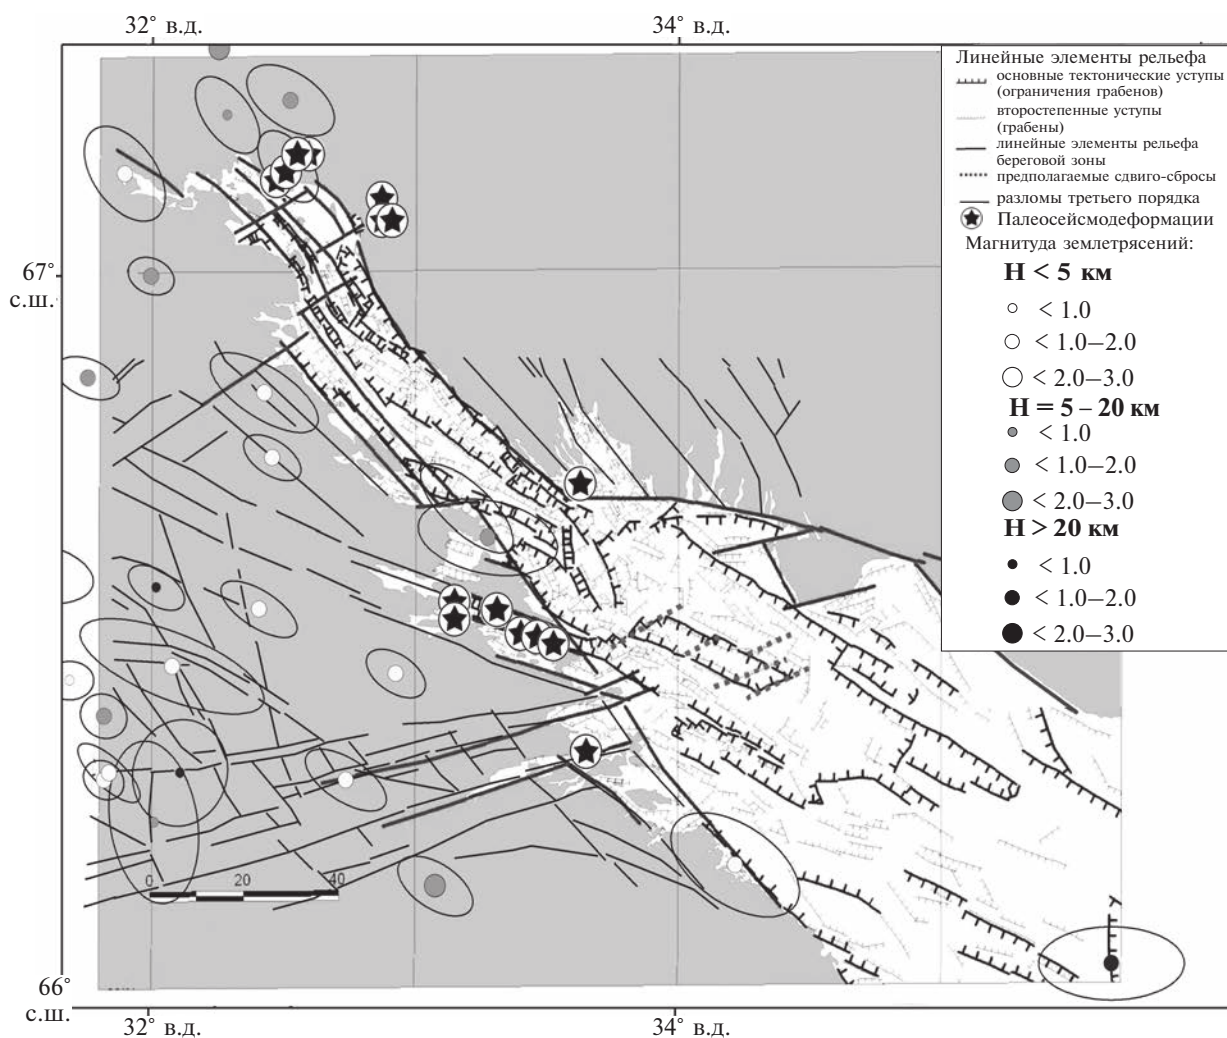 32° в.д.
34° в.д.
Линейные элементы рельефа
основные тектонические уступы
(ограничения грабенов)
второстепенные уступы
(грабены)
линейные элементы рельефа
береговой зоны
предполагаемые сдвиго-сбросы
разломы третьего порядка
Палеосейсмодеформации
Магнитуда землетрясений:
H < 5 км
< 1.0
< 1.0–2.0
< 2.0–3.0
H = 5 – 20 км
< 1.0
< 1.0–2.0
< 2.0–3.0
H > 20 км
< 1.0
< 1.0–2.0
< 2.0–3.0
67°
с.ш.
0 20 40
66°
с.ш.
32° в.д.
34° в.д.